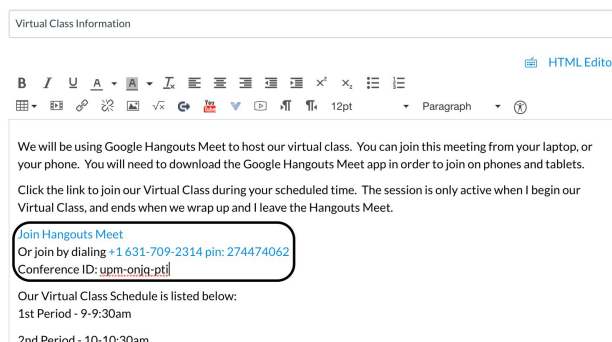 Virtual Class Information
HTML Edito
B I U A A Ix x² x₂
√x You Tube 12pt Paragraph
We will be using Google Hangouts Meet to host our virtual class. You can join this meeting from your laptop, or
your phone. You will need to download the Google Hangouts Meet app in order to join on phones and tablets.
Click the link to join our Virtual Class during your scheduled time. The session is only active when I begin our
Virtual Class, and ends when we wrap up and I leave the Hangouts Meet.
Join Hangouts Meet
Or join by dialing +1 631-709-2314 pin: 274474062
Conference ID: upm-onjq-pti
Our Virtual Class Schedule is listed below:
1st Period - 9-9:30am
2nd Period - 10-10:30am